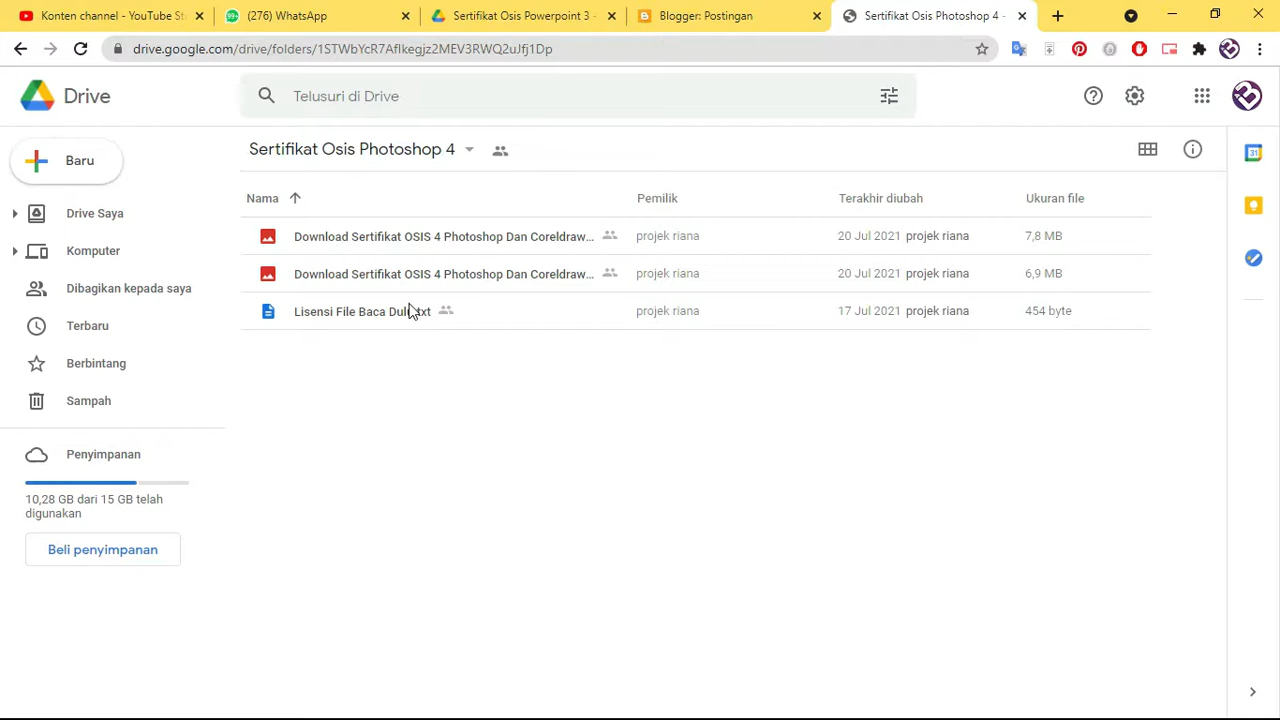 Konten channel - YouTube St
(276) WhatsApp
Sertifikat Osis Powerpoint 3 -
Blogger: Postingan
Sertifikat Osis Photoshop 4 -
drive.google.com/drive/folders/1STWbYcR7AfIkegjz2MEV3RWQ2uJfj1Dp
Drive
Telusuri di Drive
Baru
Sertifikat Osis Photoshop 4
Nama
Pemilik
Terakhir diubah
Ukuran file
Drive Saya
Download Sertifikat OSIS 4 Photoshop Dan Coreldraw...
projek riana
20 Jul 2021 projek riana
7,8 MB
Komputer
Download Sertifikat OSIS 4 Photoshop Dan Coreldraw...
projek riana
20 Jul 2021 projek riana
6,9 MB
Dibagikan kepada saya
Lisensi File Baca
projek riana
17 Jul 2021 projek riana
454 byte
Terbaru
Berbintang
Sampah
Penyimpanan
10,28 GB dari 15 GB telah
digunakan
Beli penyimpanan
31